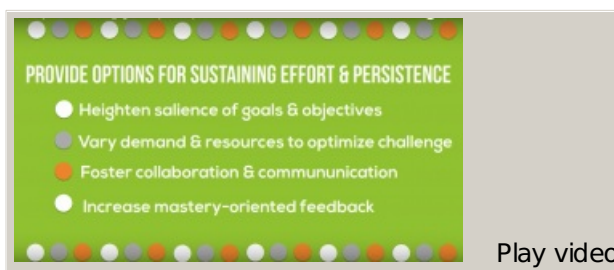 PROVIDE OPTIONS FOR SUSTAINING EFFORT & PERSISTENCE
Heighten salience of goals & objectives
Vary demand & resources to optimize challenge
Foster collaboration & commununication
Increase mastery-oriented feedback
Play video